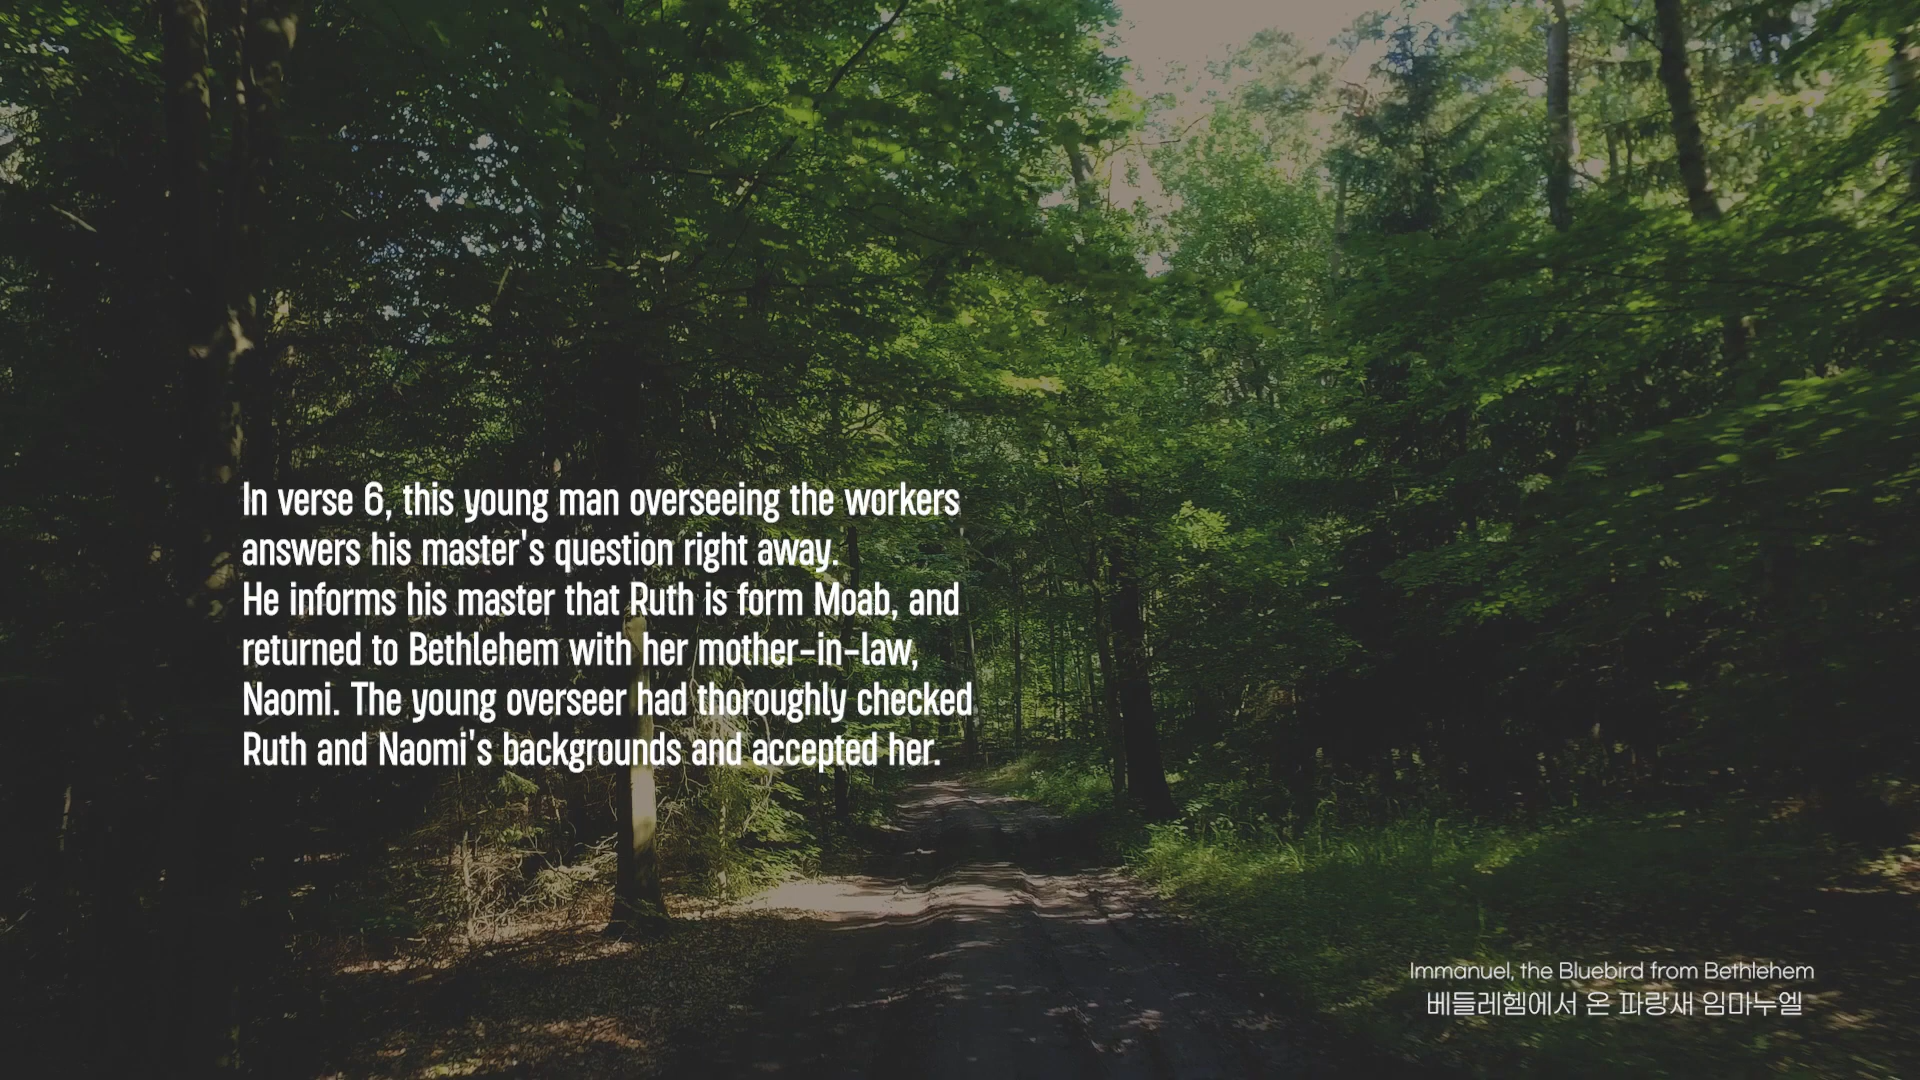 In verse 6, this young man overseeing the workers
answers his master's question right away.
He informs his master that Ruth is form Moab, and
returned to Bethlehem with her mother-in-law,
Naomi. The young overseer had thoroughly checked
Ruth and Naomi's backgrounds and accepted her.
Immanuel, the Bluebird from Bethlehem
베들레헴에서 온 파랑새 임마누엘